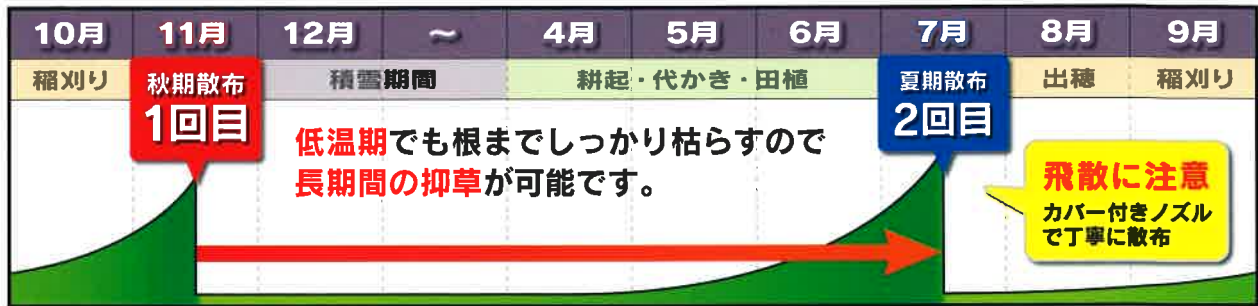 10月 11月 12月 ～ 4月 5月 6月 7月 8月 9月
稲刈り 秋期散布 積雪期間 耕起・代かき・田植 夏期散布 出穂 稲刈り
1回目 2回目
低温期でも根までしっかり枯らすので
長期間の抑草が可能です。
飛散に注意
カバー付きノズル
で丁寧に散布